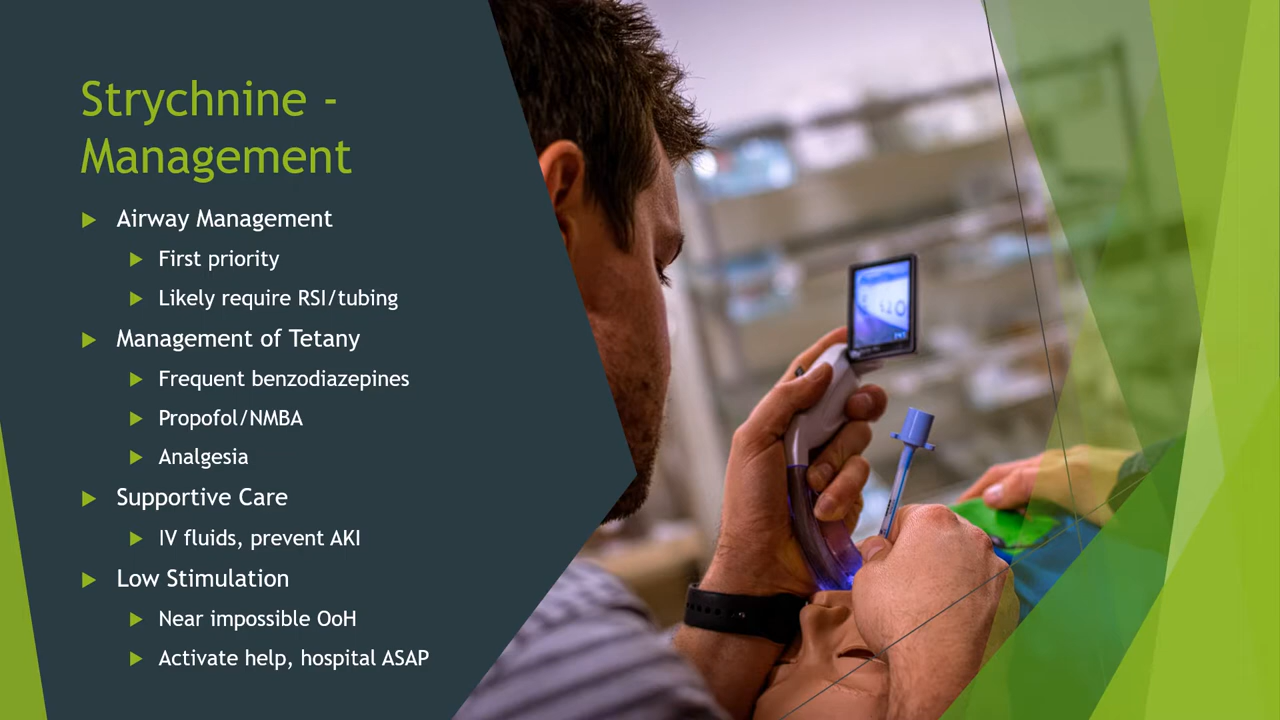 Strychnine -
Management
Airway Management
First priority
Likely require RSI/tubing
Management of Tetany
Frequent benzodiazepines
Propofol/NMBA
Analgesia
Supportive Care
IV fluids, prevent AKI
Low Stimulation
Near impossible OoH
Activate help, hospital ASAP